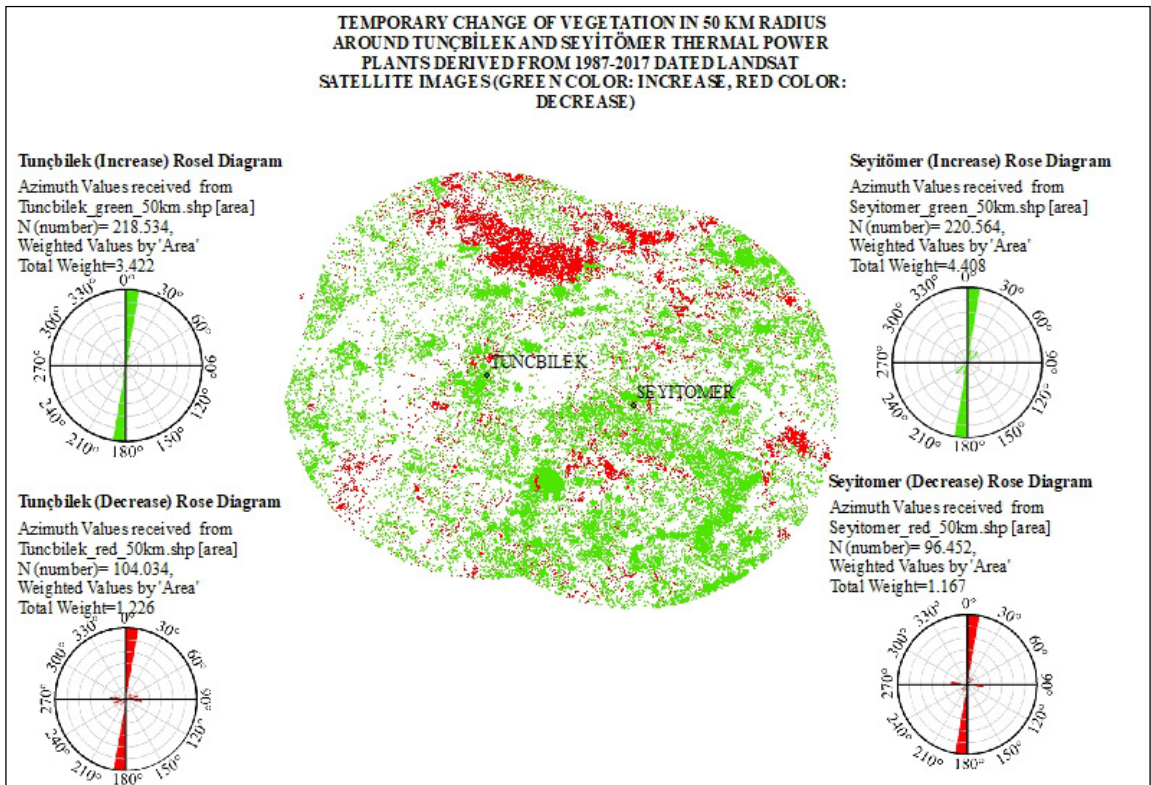 TEMPORARY CHANGE OF VEGETATION IN 50 KM RADIUS
AROUND TUNÇBİLEK AND SEYİTÖMER THERMAL POWER
PLANTS DERIVED FROM 1987-2017 DATED LANDSAT
SATELLITE IMAGES (GREEN COLOR: INCREASE, RED COLOR:
DECREASE)
Tunçbilek (Increase) Rosel Diagram
Azimuth Values received from
Tuncbilek_green_50km.shp [area]
N (number)= 218.534,
Weighted Values by 'Area'
Total Weight=3.422
0°
30°
60°
90°
120°
150°
180°
210°
240°
270°
300°
330°
Seyitömer (Increase) Rose Diagram
Azimuth Values received from
Seyitomer_green_50km.shp [area]
N (number)= 220.564,
Weighted Values by 'Area'
Total Weight=4.408
0°
30°
60°
90°
120°
150°
180°
210°
240°
270°
300°
330°
TUNCBILEK
SEYITOMER
Tunçbilek (Decrease) Rose Diagram
Azimuth Values received from
Tuncbilek_red_50km.shp [area]
N (number)= 104.034,
Weighted Values by 'Area'
Total Weight=1.226
0°
30°
60°
90°
120°
150°
180°
210°
240°
270°
300°
330°
Seyitomer (Decrease) Rose Diagram
Azimuth Values received from
Seyitomer_red_50km.shp [area]
N (number)= 96.452,
Weighted Values by 'Area'
Total Weight=1.167
0°
30°
60°
90°
120°
150°
180°
210°
240°
270°
300°
330°